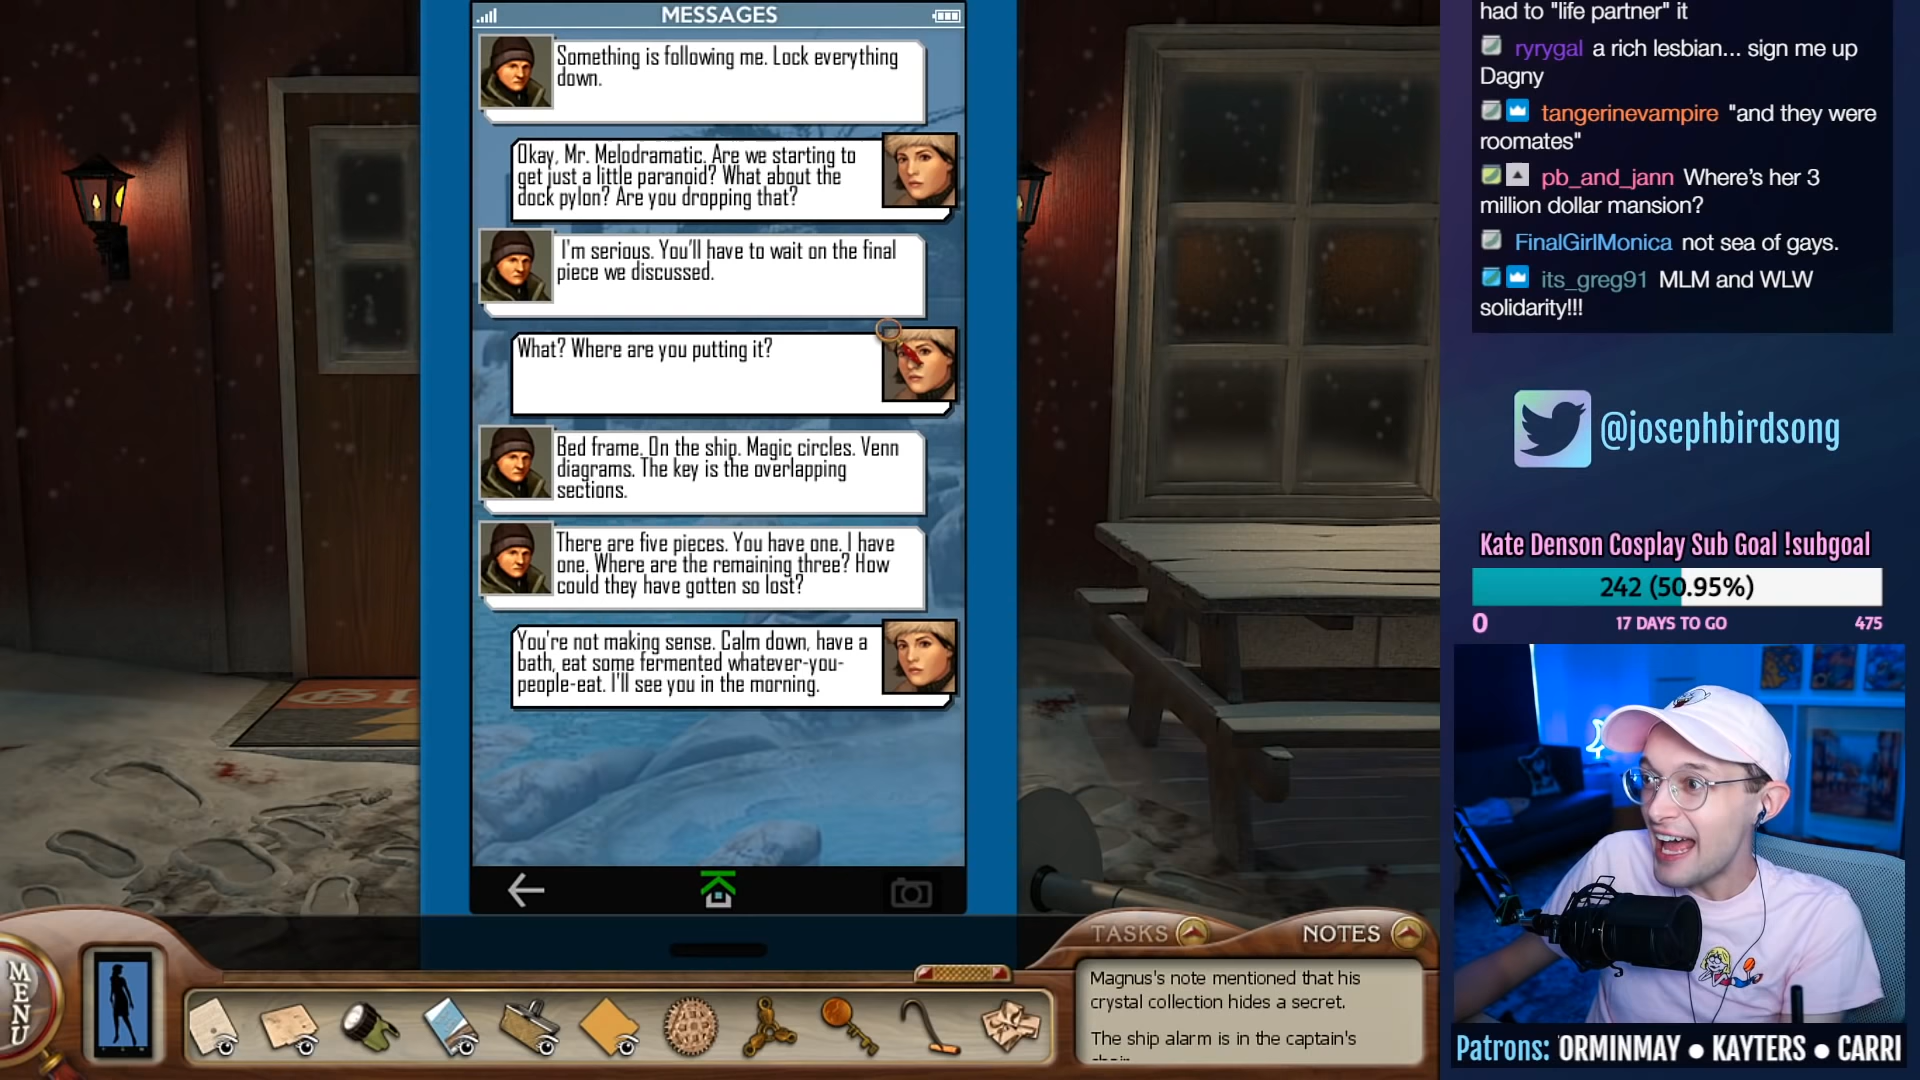 MESSAGES
Something is following me. Lock everything
down.
Okay, Mr. Melodramatic. Are we starting to
get just a little paranoid? What about the
dock pylon? Are you dropping that?
I'm serious. You'll have to wait on the final
piece we discussed.
What? Where are you putting it?
Bed frame. On the ship. Magic circles. Venn
diagrams. The key is the overlapping
sections.
There are five pieces. You have one. I have
one. Where are the remaining three? How
could they have gotten so lost?
You're not making sense. Calm down, have a
bath, eat some fermented whatever-you-
people-eat. I'll see you in the morning.
MENU
TASKS
NOTES
Magnus's note mentioned that his
crystal collection hides a secret.
The ship alarm is in the captain's
had to "life partner" it
ryrygal a rich lesbian... sign me up
Dagny
tangerinevampire "and they were
roomates"
pb_and_jann Where's her 3
million dollar mansion?
FinalGirlMonica not sea of gays.
its_greg91 MLM and WLW
solidarity!!!
@josephbirdsong
Kate Denson Cosplay Sub Goal !subgoal
242 (50.95%)
0 17 DAYS TO GO 475
Patrons: ORMINMAY ● KAYTERS ● CARRI